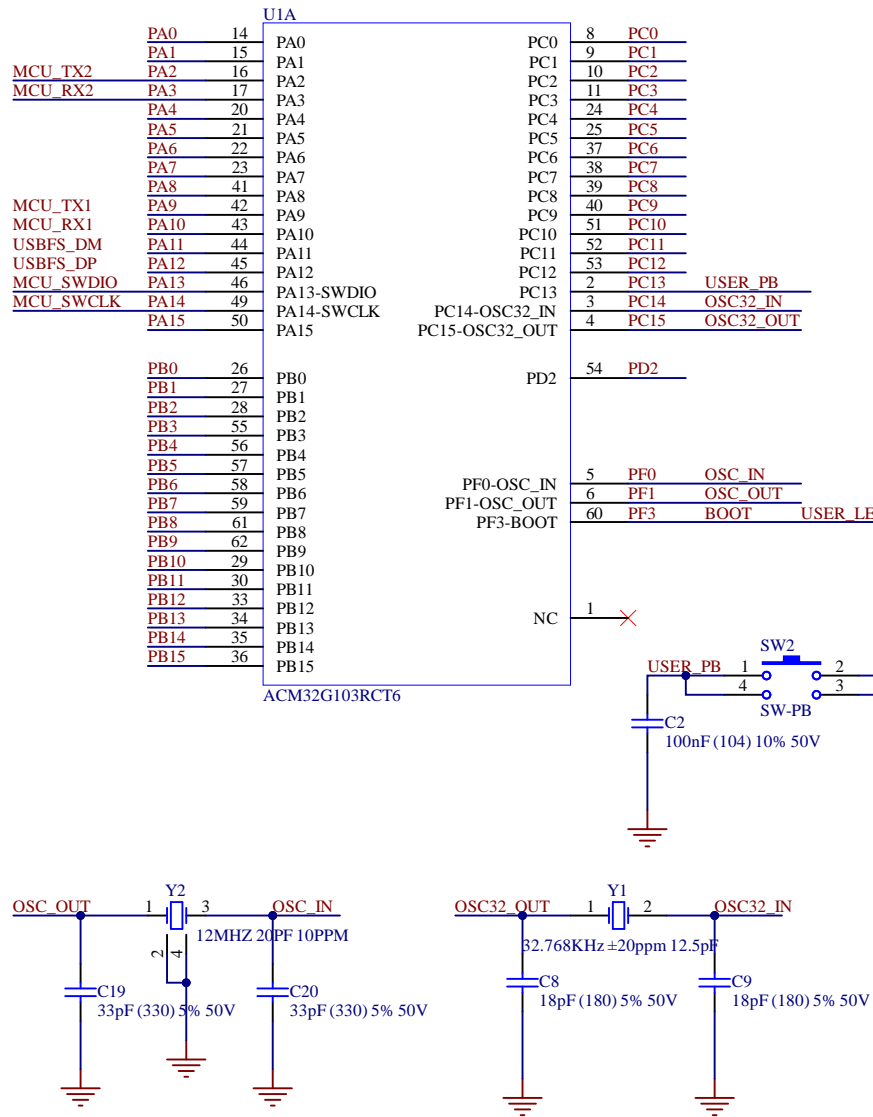 U1A
PA0 14 PA0 PC0 8 PC0
PA1 15 PA1 PC1 9 PC1
MCU_TX2 PA2 16 PA2 PC2 10 PC2
MCU_RX2 PA3 17 PA3 PC3 11 PC3
PA4 20 PA4 PC4 24 PC4
PA5 21 PA5 PC5 25 PC5
PA6 22 PA6 PC6 37 PC6
PA7 23 PA7 PC7 38 PC7
PA8 41 PA8 PC8 39 PC8
MCU_TX1 PA9 42 PA9 PC9 40 PC9
MCU_RX1 PA10 43 PA10 PC10 51 PC10
USBFS_DM PA11 44 PA11 PC11 52 PC11
USBFS_DP PA12 45 PA12 PC12 53 PC12
MCU_SWDIO PA13 46 PA13-SWDIO PC13 2 PC13 USER_PB
MCU_SWCLK PA14 49 PA14-SWCLK PC14-OSC32_IN 3 PC14 OSC32_IN
PA15 50 PA15 PC15-OSC32_OUT 4 PC15 OSC32_OUT
PB0 26 PB0 PD2 54 PD2
PB1 27 PB1
PB2 28 PB2
PB3 55 PB3
PB4 56 PB4
PB5 57 PB5
PB6 58 PB6 PF0-OSC_IN 5 PF0 OSC_IN
PB7 59 PB7 PF1-OSC_OUT 6 PF1 OSC_OUT
PB8 61 PB8 PF3-BOOT 60 PF3 BOOT USER_LE
PB9 62 PB9
PB10 29 PB10
PB11 30 PB11
PB12 33 PB12
PB13 34 PB13 NC 1
PB14 35 PB14
PB15 36 PB15
ACM32G103RCT6
SW2
USER_PB 1 2
4 3
SW-PB
C2
100nF (104) 10% 50V
Y2
OSC_OUT 1 3 OSC_IN
12MHZ 20PF 10PPM
2 4
C19
33pF (330) 5% 50V
C20
33pF (330) 5% 50V
Y1
OSC32_OUT 1 2 OSC32_IN
32.768KHz ±20ppm 12.5pF
C8
18pF (180) 5% 50V
C9
18pF (180) 5% 50V